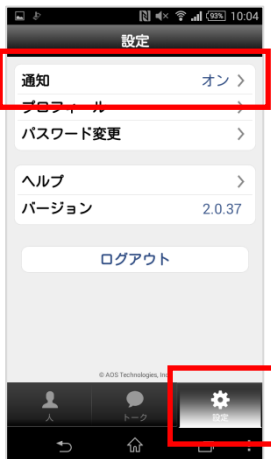 93% 10:04
設定
通知 オン
プロフィール
パスワード変更
ヘルプ
バージョン 2.0.37
ログアウト
© ADS Technologies, Inc
人 トーク 設定